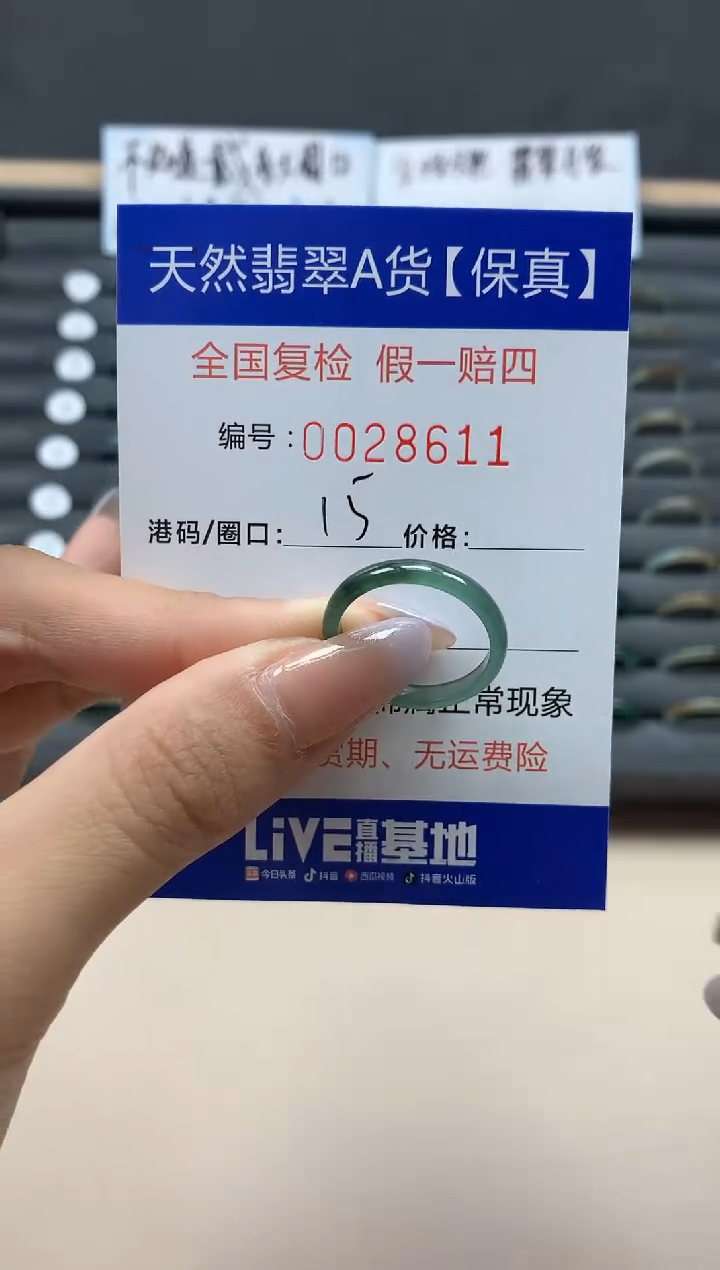 天然翡翠A货【保真】
全国复检 假一赔四
编号：0028611
港码/圈口：15 价格：
正常现象
货期、无运费险
LiVE直播基地
今日头条 抖音 西瓜视频 抖音火山版